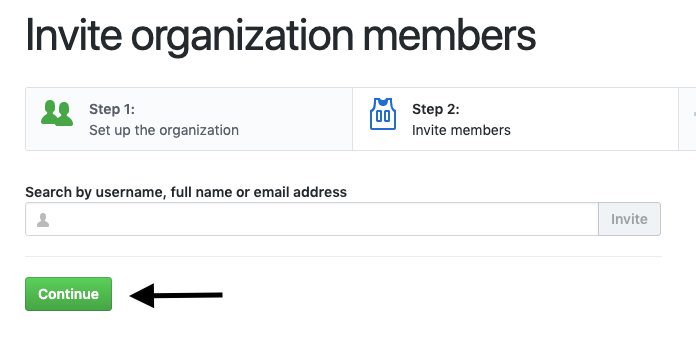 Invite organization members
Step 1:
Set up the organization
Step 2:
Invite members
Search by username, full name or email address
Invite
Continue